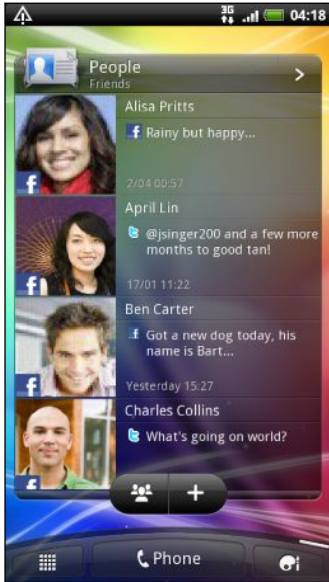 3G 04:18
People
Friends
Alisa Pritts
f Rainy but happy...
f 2/04 00:57
April Lin
t @jsinger200 and a few more
months to good tan!
f 17/01 11:22
Ben Carter
f Got a new dog today, his
name is Bart...
f Yesterday 15:27
Charles Collins
t What's going on world?
f
Phone